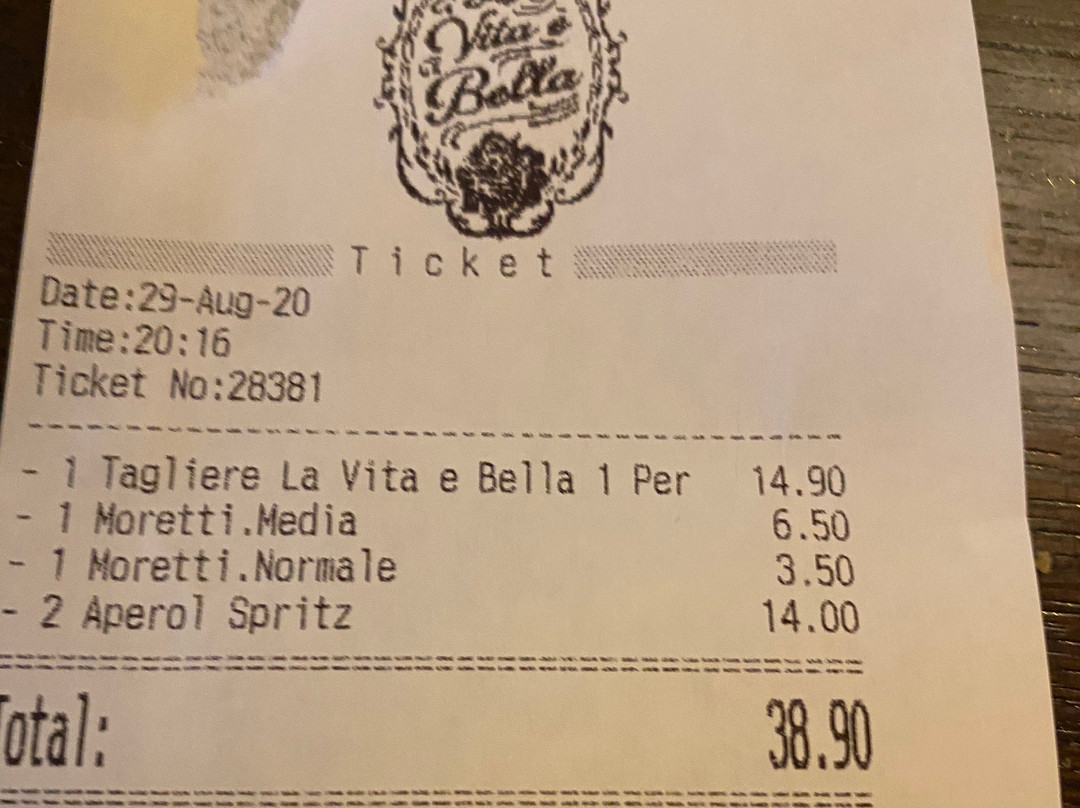 Vita e
Bella
Ticket
Date:29-Aug-20
Time:20:16
Ticket No:28381
- 1 Tagliere La Vita e Bella 1 Per 14.90
- 1 Moretti.Media 6.50
- 1 Moretti.Normale 3.50
- 2 Aperol Spritz 14.00
Total: 38.90